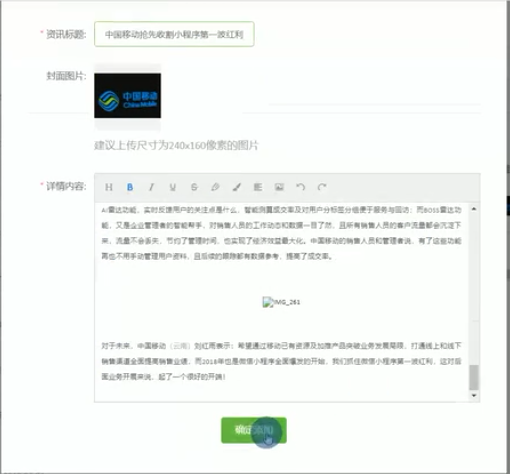 * 资讯标题:
中国移动抢先收割小程序第一波红利
封面图片:
中国移动
China Mobile
建议上传尺寸为240x160像素的图片
* 详情内容:
H B I U S
AI雷达功能，实时反馈用户的关注点是什么，智能测算成交率及对用户分标签分组便于服务与回访；而BOSS雷达功
能，又是企业管理者的智能帮手，对销售人员的工作动态和数据一目了然，且所有销售人员的客户流量都会沉淀下
来，流量不会丢失，节约了管理时间，也实现了经济效益最大化。中国移动的销售人员和管理者说，有了这些功能
再也不用手动管理用户资料，且后续的跟踪都有数据参考，提高了成交率。
IMG_261
对于未来，中国移动（云南）刘红雨表示：希望通过移动已有资源及加推产品突破业务发展局限，打通线上和线下
销售渠道全面提高销售业绩，而2018年也是微信小程序全面爆发的开始，我们抓住微信小程序第一波红利，这对后
面业务开展来说，起了一个很好的开端！
确定添加